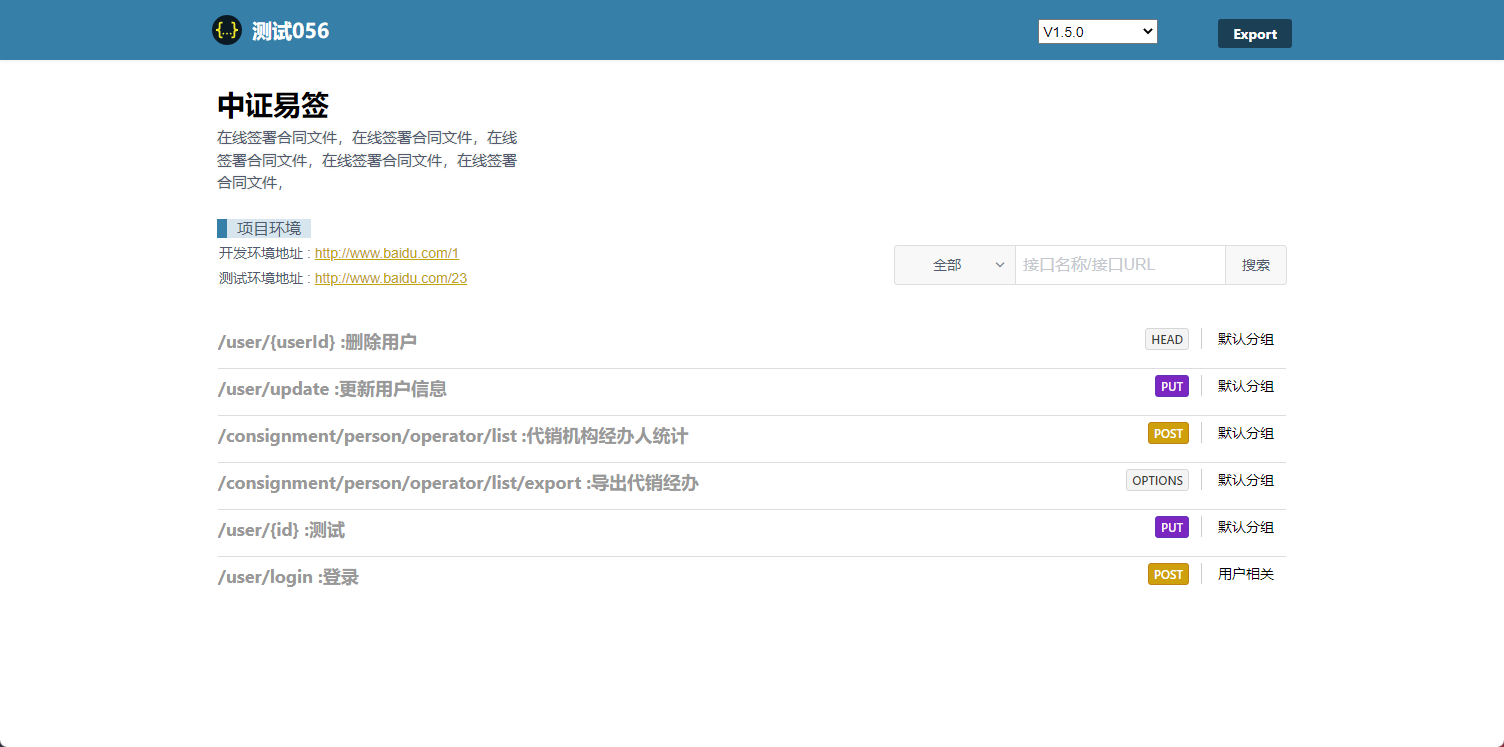 {...} 测试056 V1.5.0 Export
中证易签
在线签署合同文件，在线签署合同文件，在线
签署合同文件，在线签署合同文件，在线签署
合同文件，
项目环境
开发环境地址 : http://www.baidu.com/1
测试环境地址 : http://www.baidu.com/23
全部 接口名称/接口URL 搜索
/user/{userId} :删除用户 HEAD 默认分组
/user/update :更新用户信息 PUT 默认分组
/consignment/person/operator/list :代销机构经办人统计 POST 默认分组
/consignment/person/operator/list/export :导出代销经办 OPTIONS 默认分组
/user/{id} :测试 PUT 默认分组
/user/login :登录 POST 用户相关